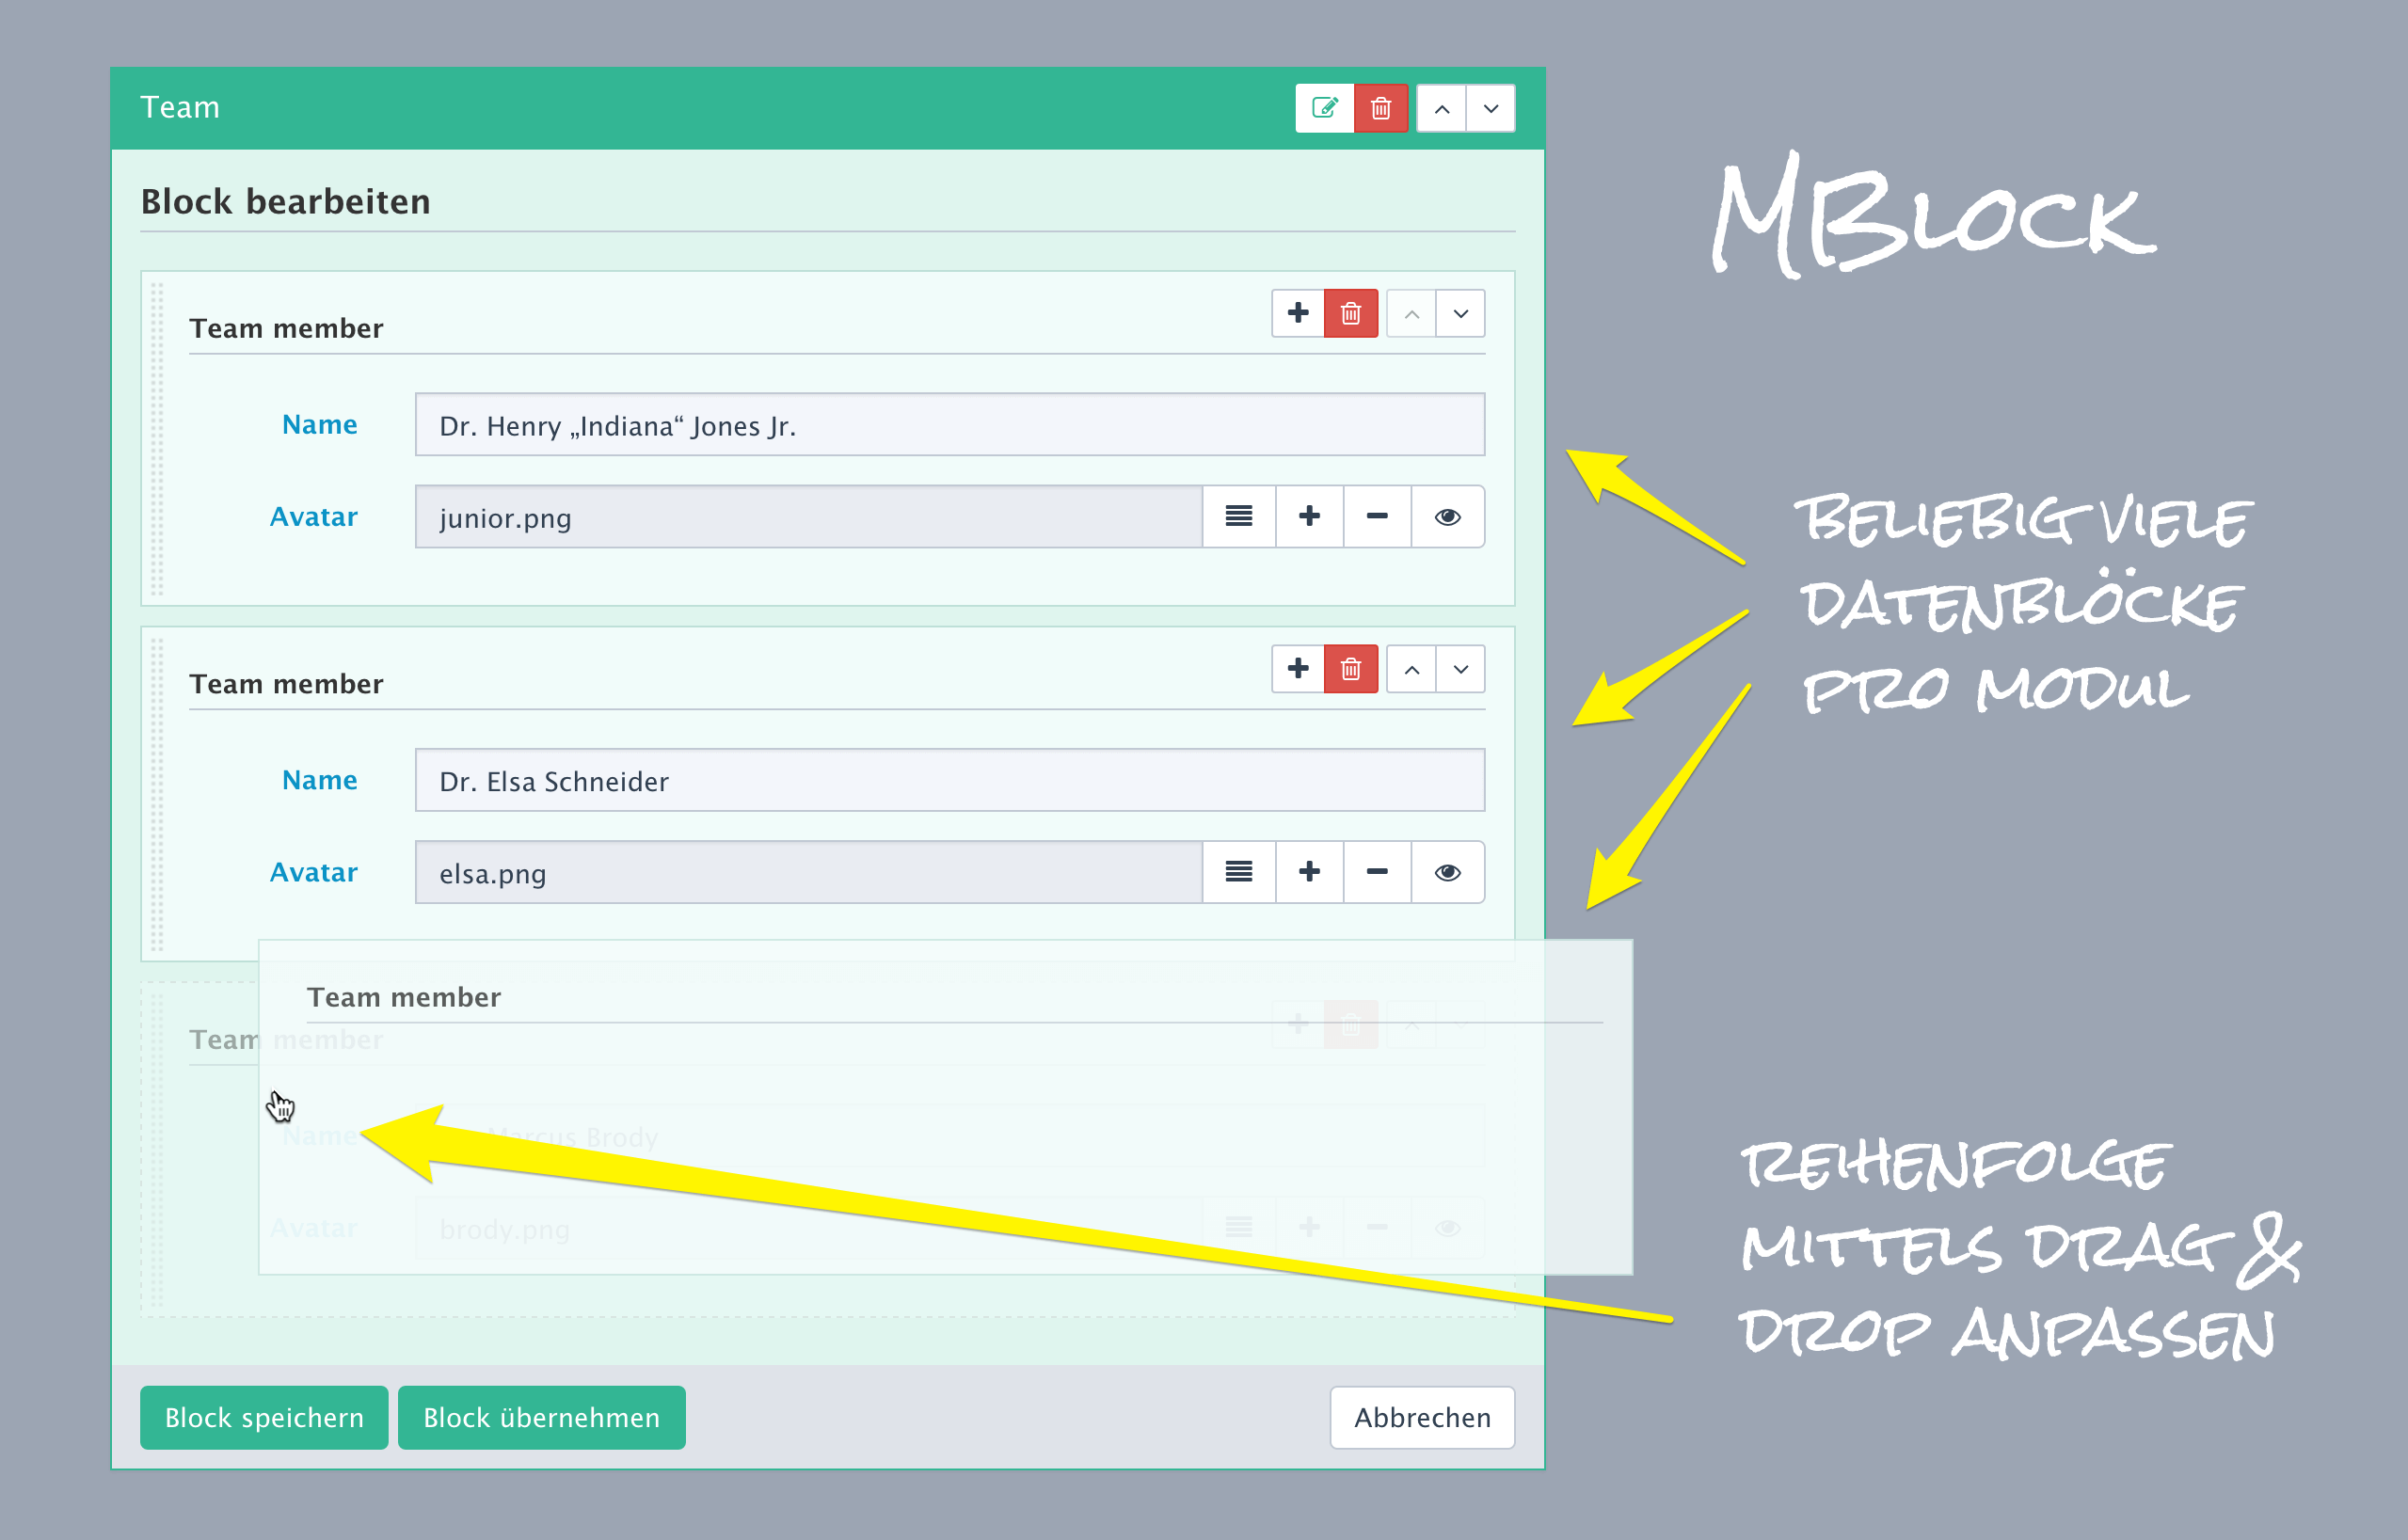 Team
MBlock
Block bearbeiten
Team member
Name
Dr. Henry „Indiana“ Jones Jr.
Avatar
junior.png
BELIEBIG VIELE
DATENBLÖCKE
PRO MODUL
Team member
Name
Dr. Elsa Schneider
Avatar
elsa.png
Team member
Team member
Name
Marcus Brody
Avatar
brody.png
REIHENFOLGE
MITTELS DRAG &
DROP ANPASSEN
Block speichern
Block übernehmen
Abbrechen